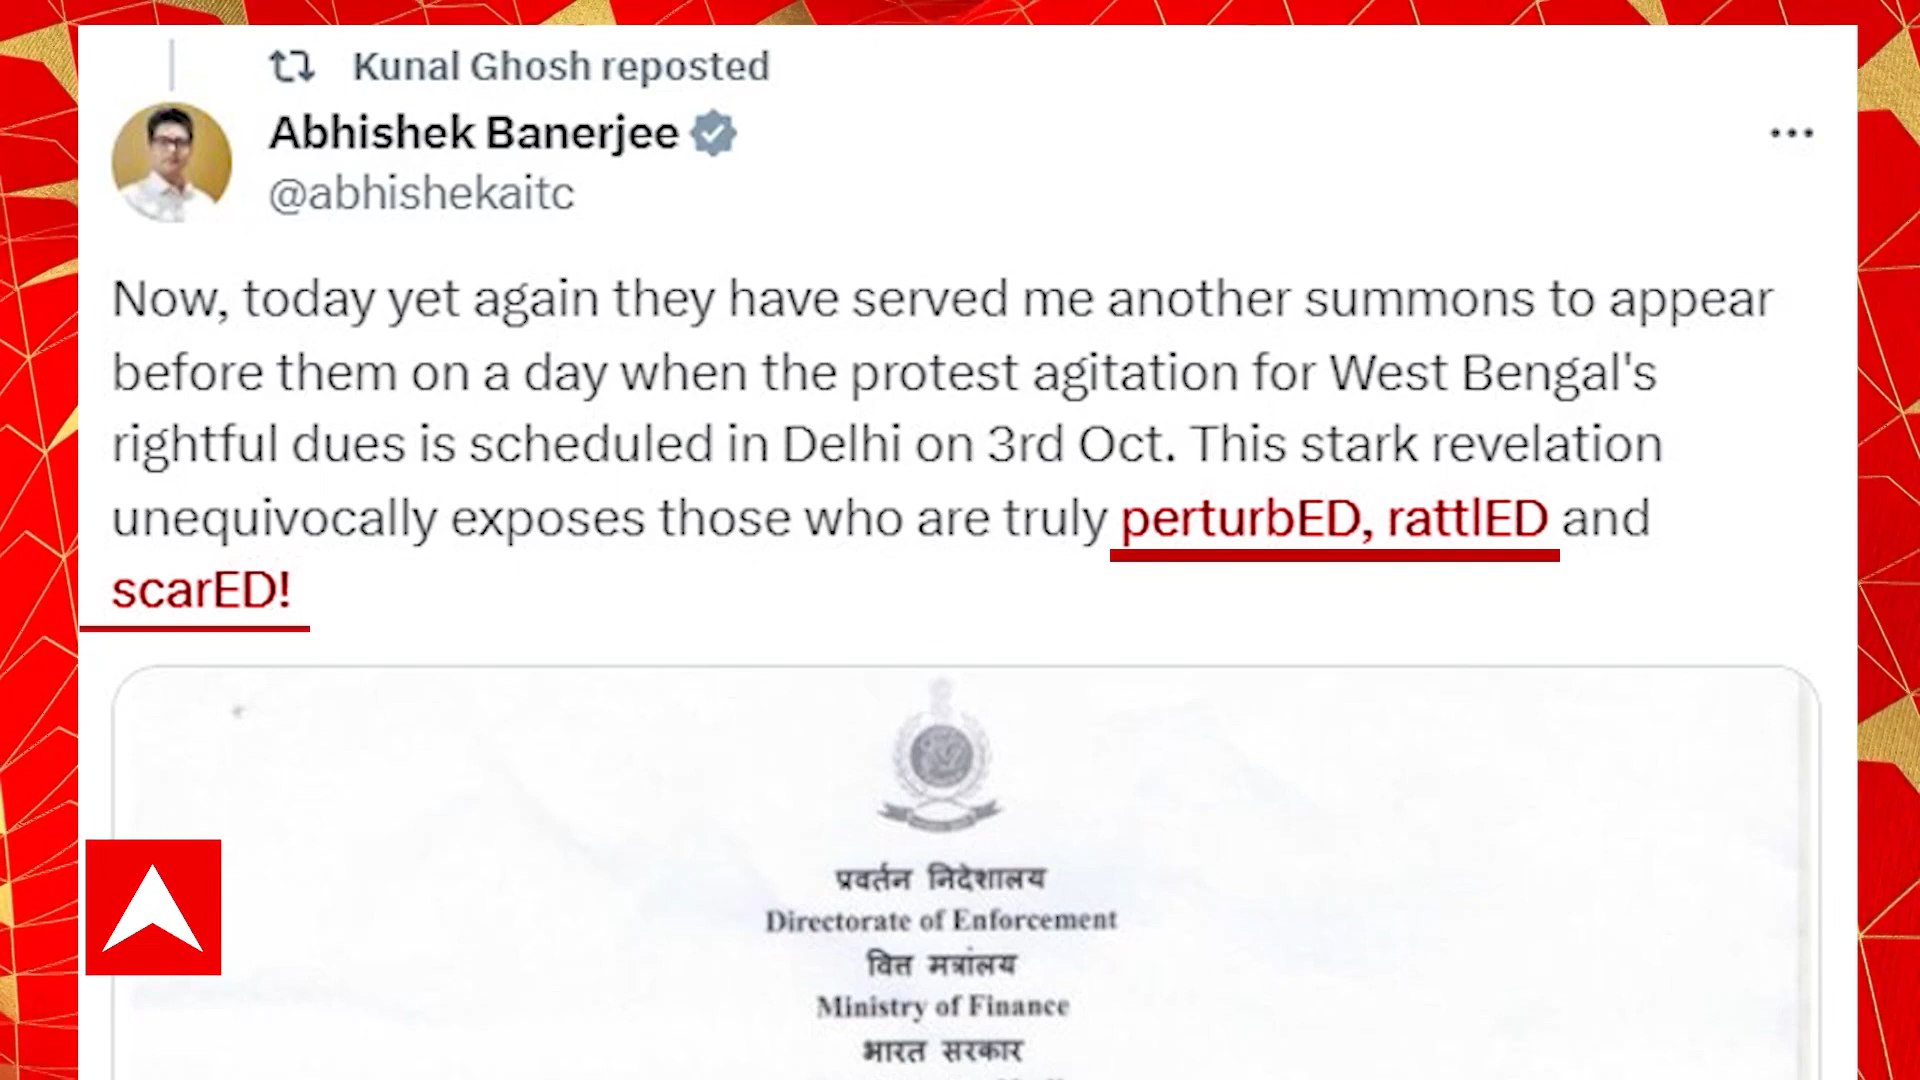 Kunal Ghosh reposted
Abhishek Banerjee
@abhishekaitc
Now, today yet again they have served me another summons to appear
before them on a day when the protest agitation for West Bengal's
rightful dues is scheduled in Delhi on 3rd Oct. This stark revelation
unequivocally exposes those who are truly perturbED, rattlED and
scarED!
प्रवर्तन निदेशालय
Directorate of Enforcement
वित्त मत्रांलय
Ministry of Finance
भारत सरकार